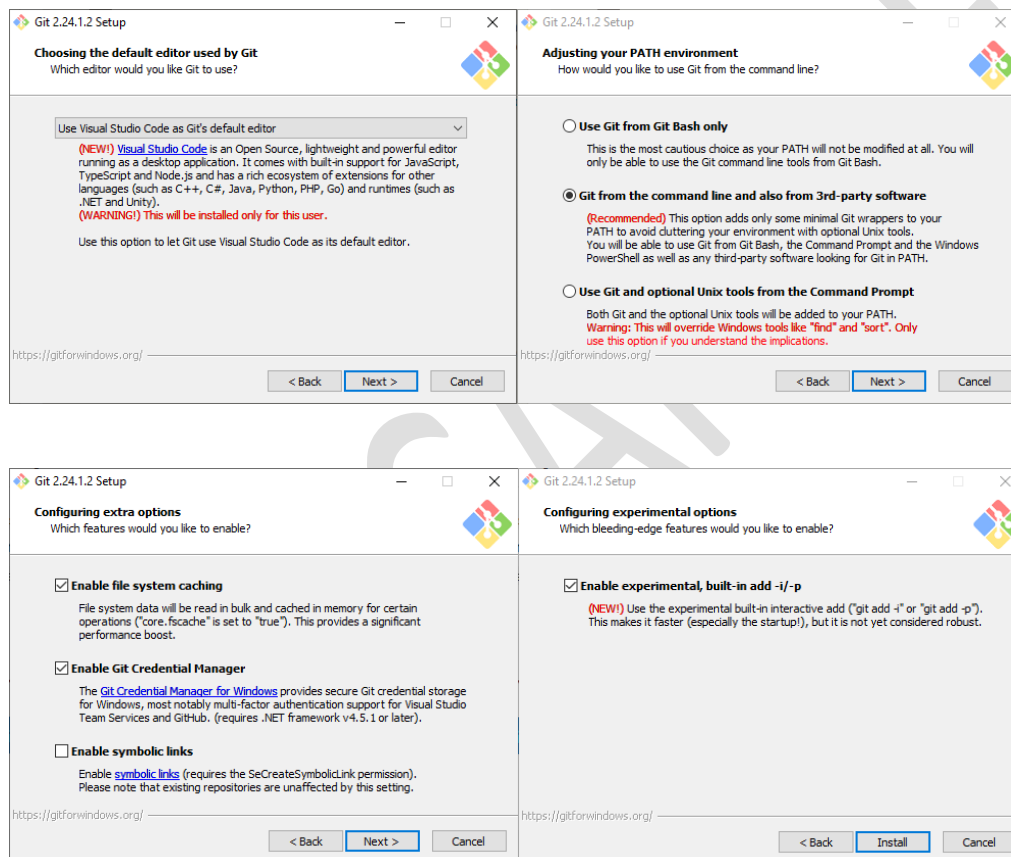 Git 2.24.1.2 Setup
Choosing the default editor used by Git
Which editor would you like Git to use?
Use Visual Studio Code as Git's default editor
(NEW!) Visual Studio Code is an Open Source, lightweight and powerful editor
running as a desktop application. It comes with built-in support for JavaScript,
TypeScript and Node.js and has a rich ecosystem of extensions for other
languages (such as C++, C#, Java, Python, PHP, Go) and runtimes (such as
.NET and Unity).
(WARNING!) This will be installed only for this user.
Use this option to let Git use Visual Studio Code as its default editor.
https://gitforwindows.org/
< Back
Next >
Cancel
Git 2.24.1.2 Setup
Adjusting your PATH environment
How would you like to use Git from the command line?
Use Git from Git Bash only
This is the most cautious choice as your PATH will not be modified at all. You will
only be able to use the Git command line tools from Git Bash.
Git from the command line and also from 3rd-party software
(Recommended) This option adds only some minimal Git wrappers to your
PATH to avoid cluttering your environment with optional Unix tools.
You will be able to use Git from Git Bash, the Command Prompt and the Windows
PowerShell as well as any third-party software looking for Git in PATH.
Use Git and optional Unix tools from the Command Prompt
Both Git and the optional Unix tools will be added to your PATH.
Warning: This will override Windows tools like "find" and "sort". Only
use this option if you understand the implications.
https://gitforwindows.org/
< Back
Next >
Cancel
Git 2.24.1.2 Setup
Configuring extra options
Which features would you like to enable?
Enable file system caching
File system data will be read in bulk and cached in memory for certain
operations ("core.fscache" is set to "true"). This provides a significant
performance boost.
Enable Git Credential Manager
The Git Credential Manager for Windows provides secure Git credential storage
for Windows, most notably multi-factor authentication support for Visual Studio
Team Services and GitHub. (requires .NET framework v4.5.1 or later).
Enable symbolic links
Enable symbolic links (requires the SeCreateSymbolicLink permission).
Please note that existing repositories are unaffected by this setting.
https://gitforwindows.org/
< Back
Next >
Cancel
Git 2.24.1.2 Setup
Configuring experimental options
Which bleeding-edge features would you like to enable?
Enable experimental, built-in add -i/-p
(NEW!) Use the experimental built-in interactive add ("git add -i" or "git add -p").
This makes it faster (especially the startup!), but it is not yet considered robust.
https://gitforwindows.org/
< Back
Install
Cancel